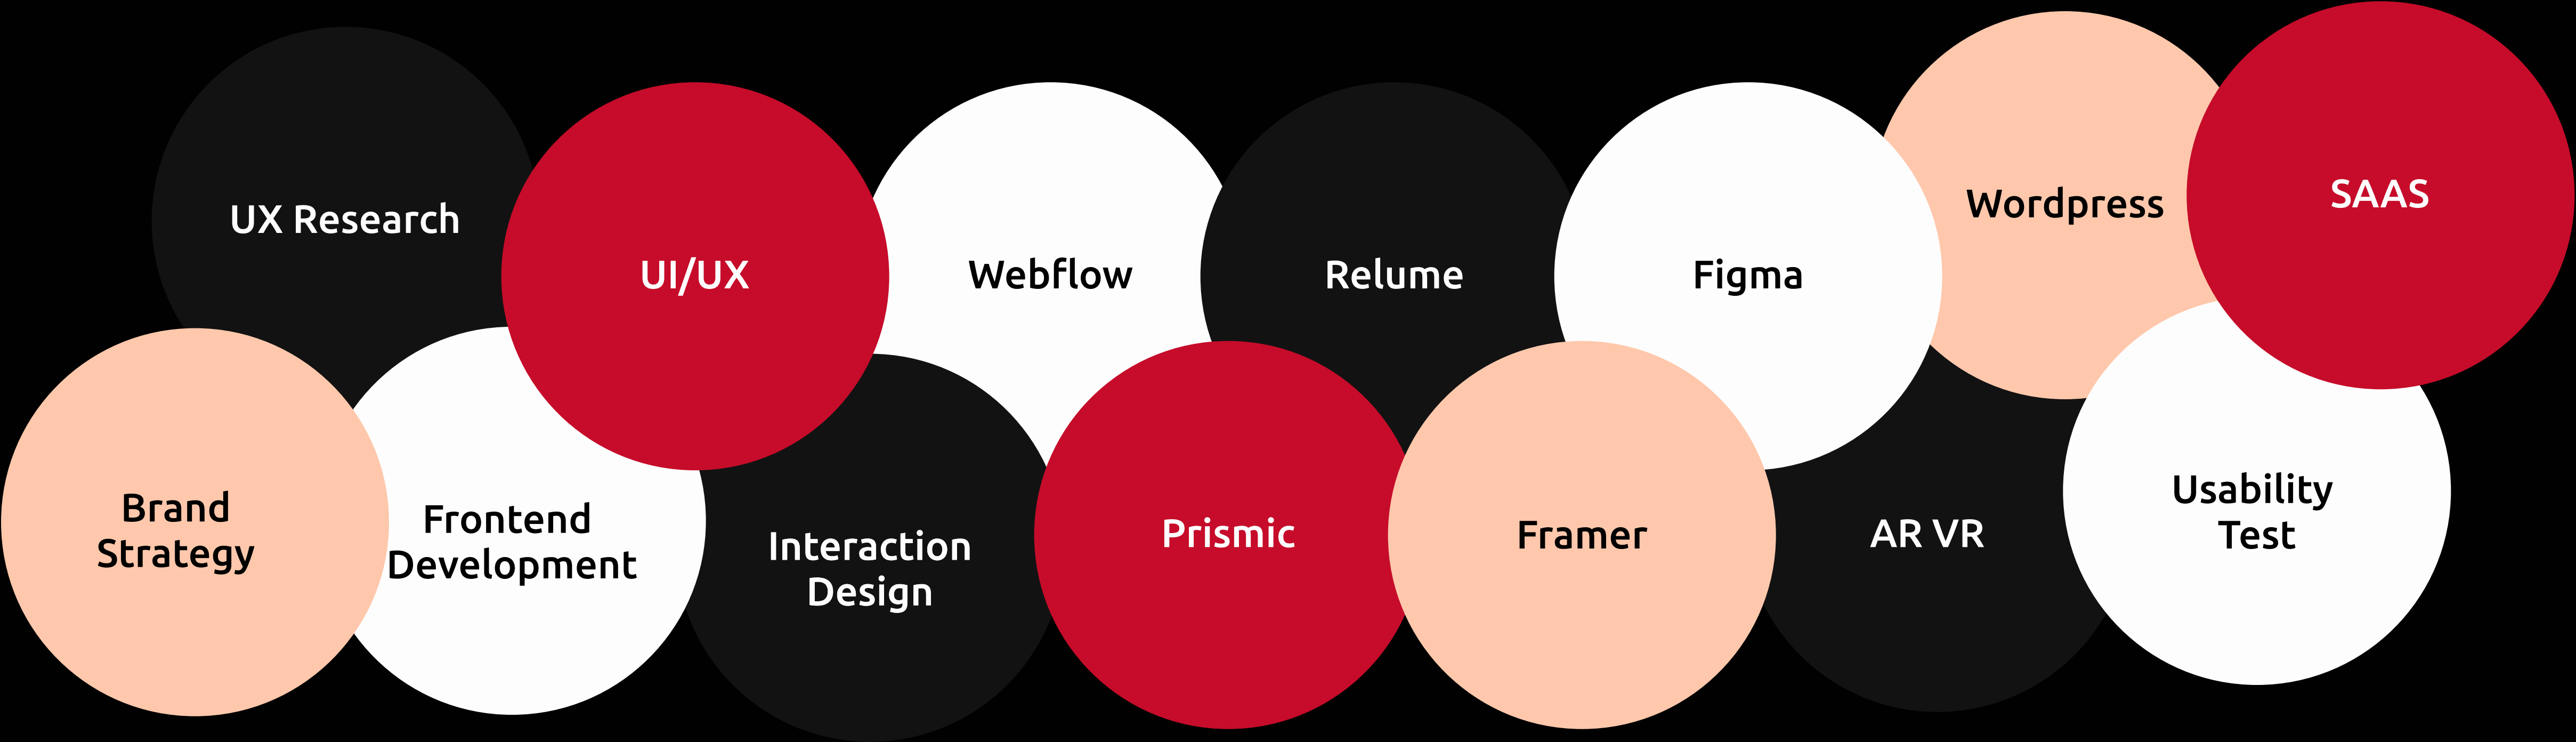 UX Research
UI/UX
Webflow
Relume
Figma
Wordpress
SAAS
Brand
Strategy
Frontend
Development
Interaction
Design
Prismic
Framer
AR VR
Usability
Test